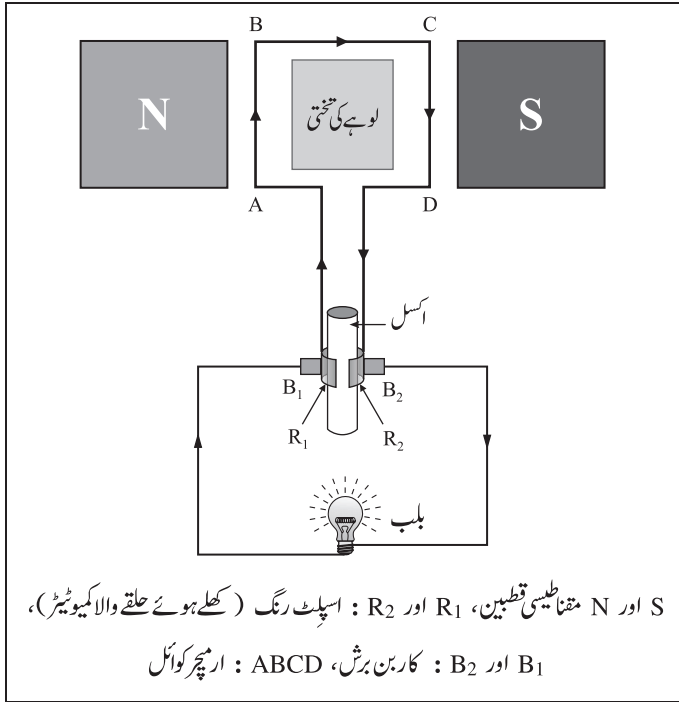 B
C
N
لوہے کی تختی
S
A
D
اکسل
B₁
B₂
R₁
R₂
بلب
S اور N مقناطیسی قطبین، R₁ اور R₂ : اسپلٹ رنگ ( کھلے ہوئے حلقے والا کمیوٹیٹر )،
B₁ اور B₂ : کاربن برش، ABCD : ارمیچر کوائل